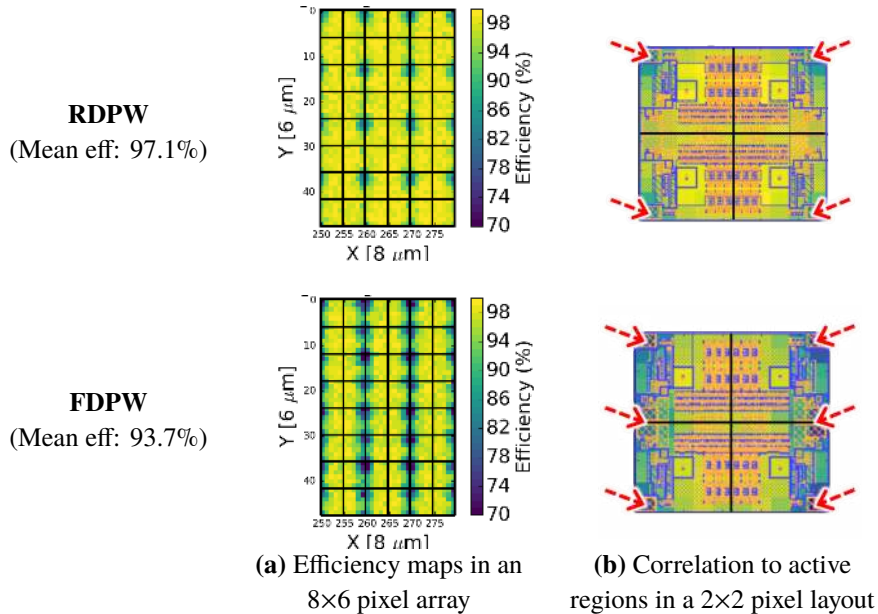 RDPW
(Mean eff: 97.1%)
0
10
20
30
40
Y [6 μm]
250 255 260 265 270 275
X [8 μm]
98
94
90
86
82
78
74
70
Efficiency (%)
FDPW
(Mean eff: 93.7%)
0
10
20
30
40
Y [6 μm]
250 255 260 265 270 275
X [8 μm]
98
94
90
86
82
78
74
70
Efficiency (%)
(a) Efficiency maps in an
8×6 pixel array
(b) Correlation to active
regions in a 2×2 pixel layout